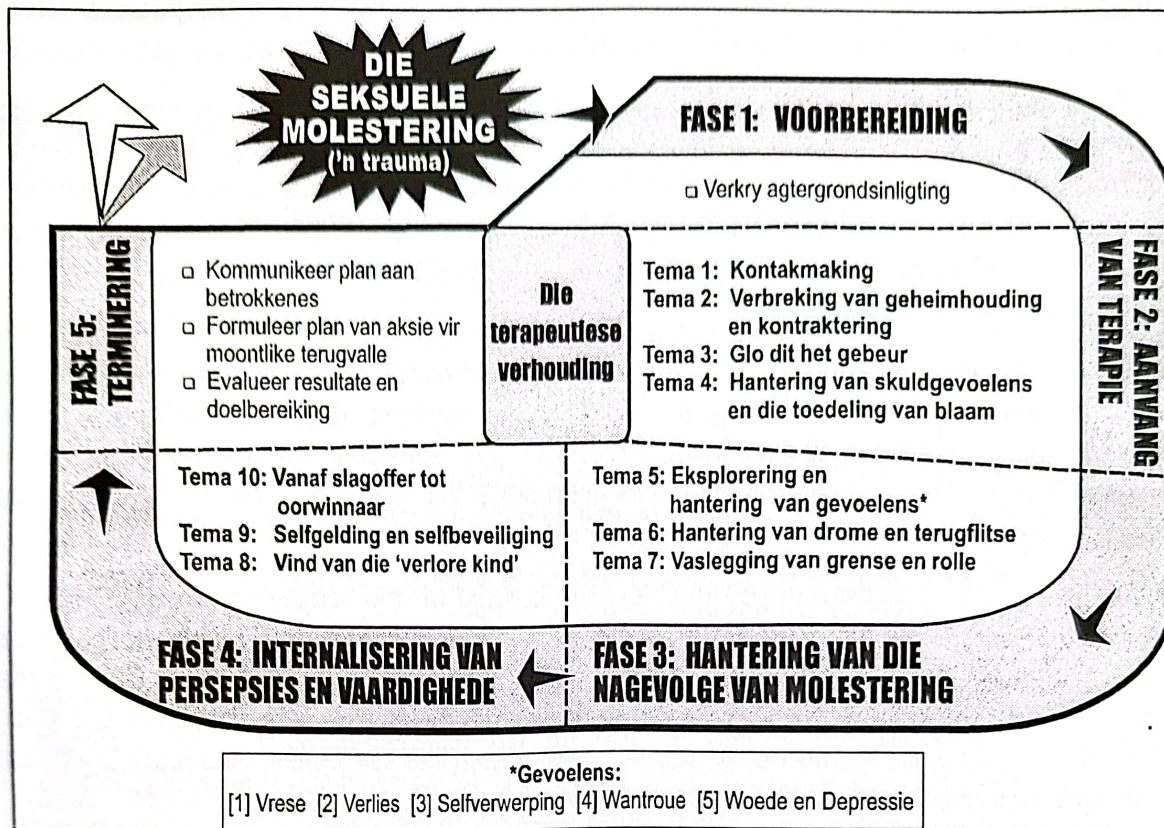 DIE
SEKSUELE
MOLESTERING
('n trauma)
FASE 1: VOORBEREIDING
▫ Verkry agtergrondsinligting
FASE 2: AANVANG
VAN TERAPIE
Tema 1: Kontakmaking
Tema 2: Verbreking van geheimhouding
en kontraktering
Tema 3: Glo dit het gebeur
Tema 4: Hantering van skuldgevoelens
en die toedeling van blaam
Die
terapeutiese
verhouding
Tema 5: Eksplorering en
hantering van gevoelens*
Tema 6: Hantering van drome en terugflitse
Tema 7: Vaslegging van grense en rolle
FASE 3: HANTERING VAN DIE
NAGEVOLGE VAN MOLESTERING
Tema 10: Vanaf slagoffer tot
oorwinnaar
Tema 9: Selfgelding en selfbeveiliging
Tema 8: Vind van die 'verlore kind'
FASE 4: INTERNALISERING VAN
PERSEPSIES EN VAARDIGHEDE
FASE 5:
TERMINERING
▫ Kommunikeer plan aan
betrokkenes
▫ Formuleer plan van aksie vir
moontlike terugvalle
▫ Evalueer resultate en
doelbereiking
*Gevoelens:
[1] Vrese [2] Verlies [3] Selfverwerping [4] Wantroue [5] Woede en Depressie